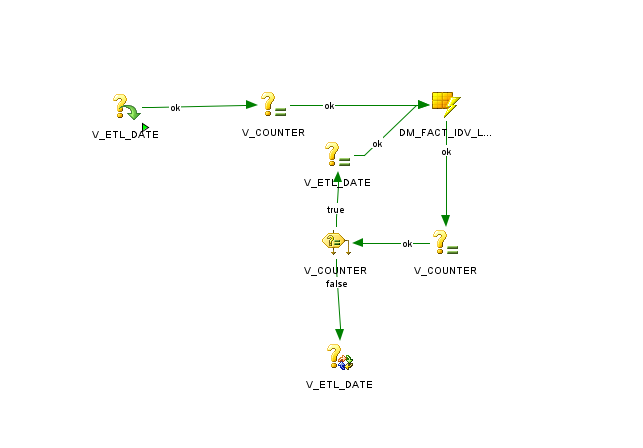 ok
ok
V_ETL_DATE
V_COUNTER
DM_FACT_IDV_L...
ok
ok
V_ETL_DATE
true
ok
V_COUNTER
V_COUNTER
false
V_ETL_DATE